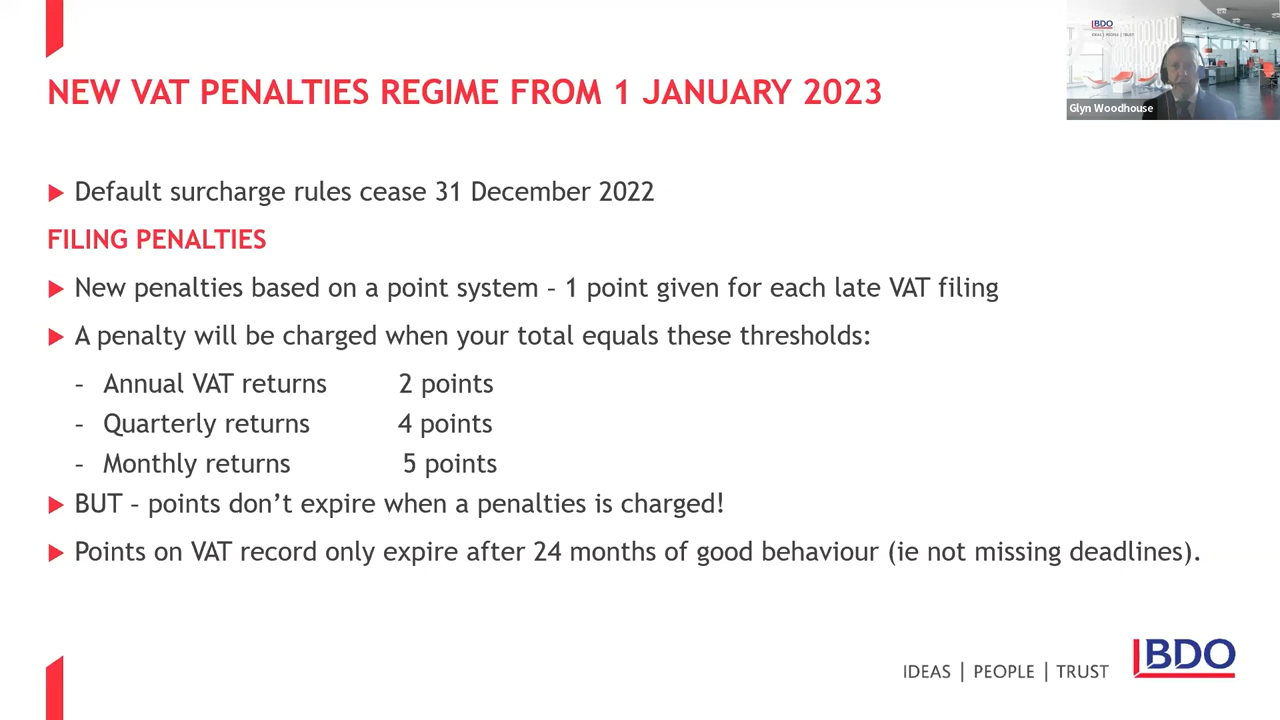 BDO
IDEAS | PEOPLE | TRUST
Glyn Woodhouse
NEW VAT PENALTIES REGIME FROM 1 JANUARY 2023
Default surcharge rules cease 31 December 2022
FILING PENALTIES
New penalties based on a point system – 1 point given for each late VAT filing
A penalty will be charged when your total equals these thresholds:
– Annual VAT returns 2 points
– Quarterly returns 4 points
– Monthly returns 5 points
BUT – points don't expire when a penalties is charged!
Points on VAT record only expire after 24 months of good behaviour (ie not missing deadlines).
IDEAS | PEOPLE | TRUST
BDO